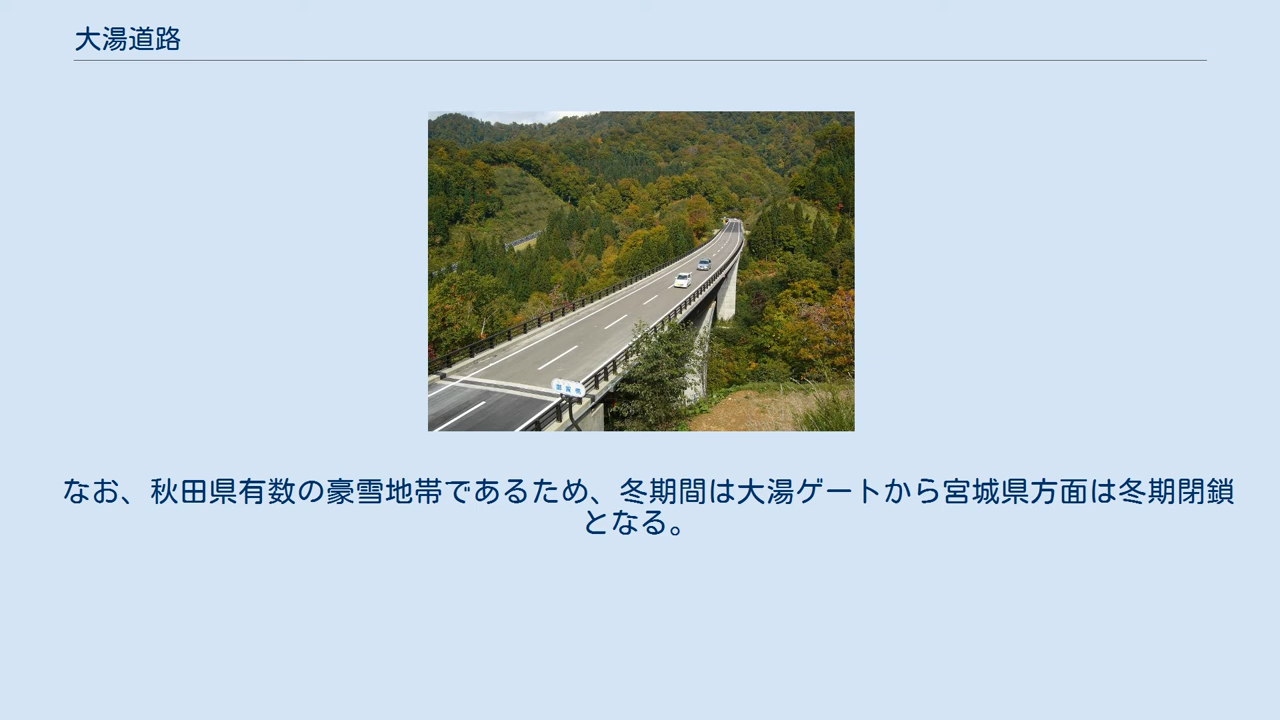 大湯道路
なお、秋田県有数の豪雪地帯であるため、冬期間は大湯ゲートから宮城県方面は冬期閉鎖
となる。